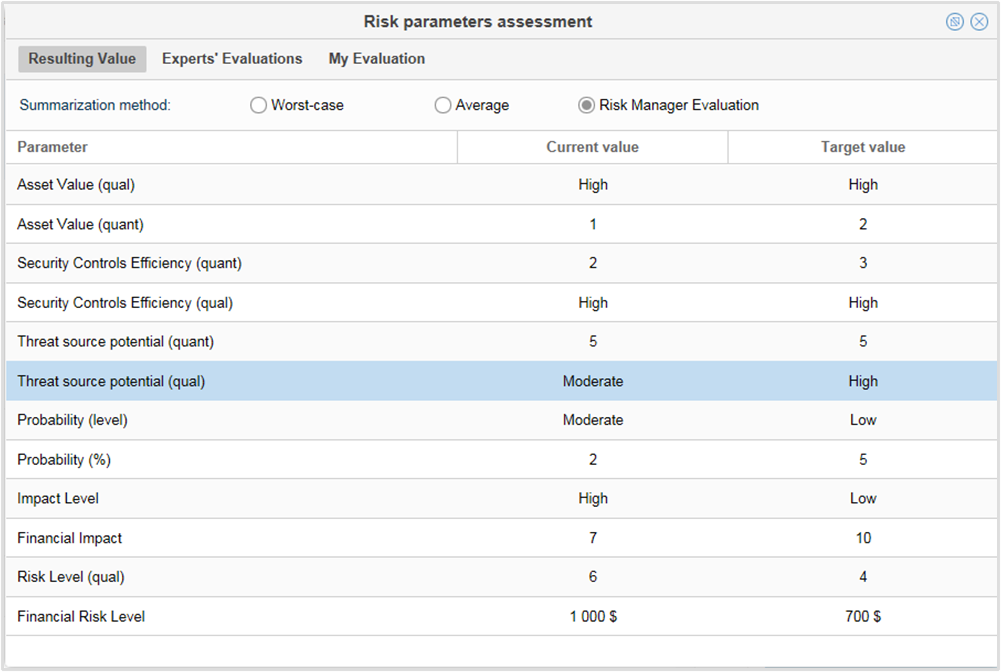 Risk parameters assessment
Resulting Value Experts' Evaluations My Evaluation
Summarization method: Worst-case Average Risk Manager Evaluation
Parameter Current value Target value
Asset Value (qual) High High
Asset Value (quant) 1 2
Security Controls Efficiency (quant) 2 3
Security Controls Efficiency (qual) High High
Threat source potential (quant) 5 5
Threat source potential (qual) Moderate High
Probability (level) Moderate Low
Probability (%) 2 5
Impact Level High Low
Financial Impact 7 10
Risk Level (qual) 6 4
Financial Risk Level 1 000 $ 700 $